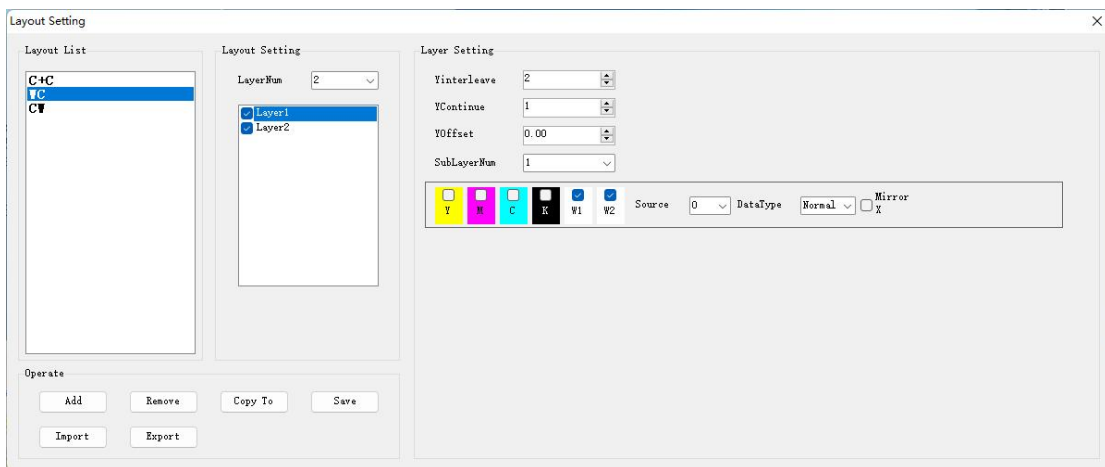 Layout Setting
Layout List
C+C
WC
CW
Layout Setting
LayerNum 2
Layer1
Layer2
Layer Setting
Yinterleave 2
YContinue 1
YOffset 0.00
SubLayerNum 1
Y M C K W1 W2 Source 0 DataType Normal Mirror X
Operate
Add Remove Copy To Save
Import Export